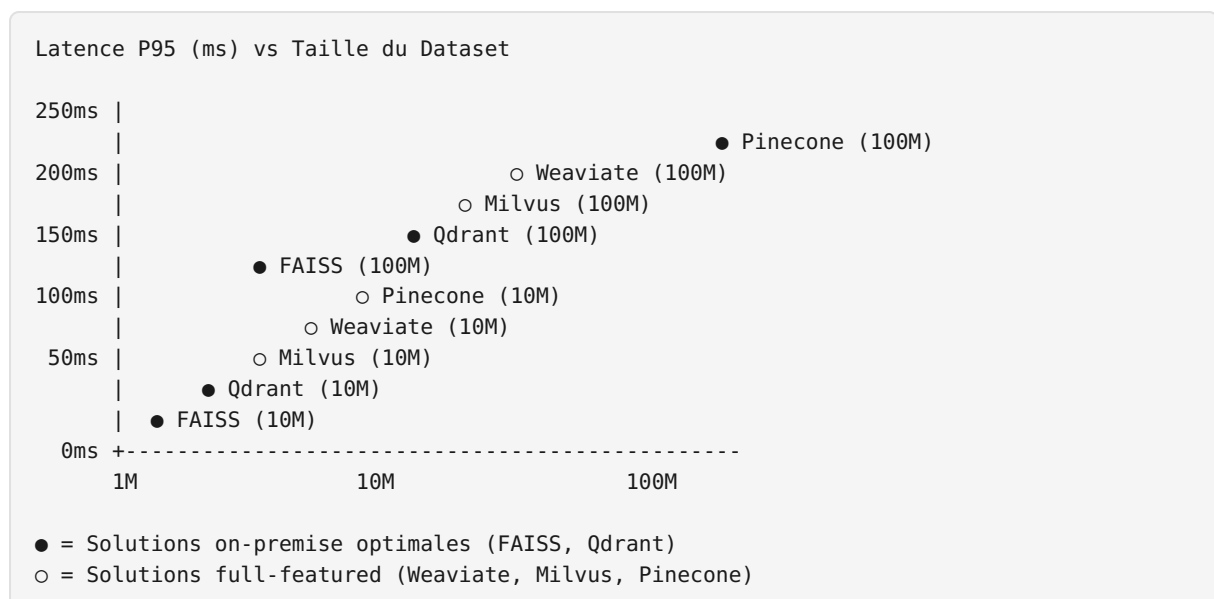 Latence P95 (ms) vs Taille du Dataset
250ms |
| ● Pinecone (100M)
200ms | ○ Weaviate (100M)
| ○ Milvus (100M)
150ms | ● Qdrant (100M)
| ● FAISS (100M)
100ms | ○ Pinecone (10M)
| ○ Weaviate (10M)
50ms | ○ Milvus (10M)
| ● Qdrant (10M)
| ● FAISS (10M)
0ms +------------------------------------------------
1M 10M 100M
● = Solutions on-premise optimales (FAISS, Qdrant)
○ = Solutions full-featured (Weaviate, Milvus, Pinecone)